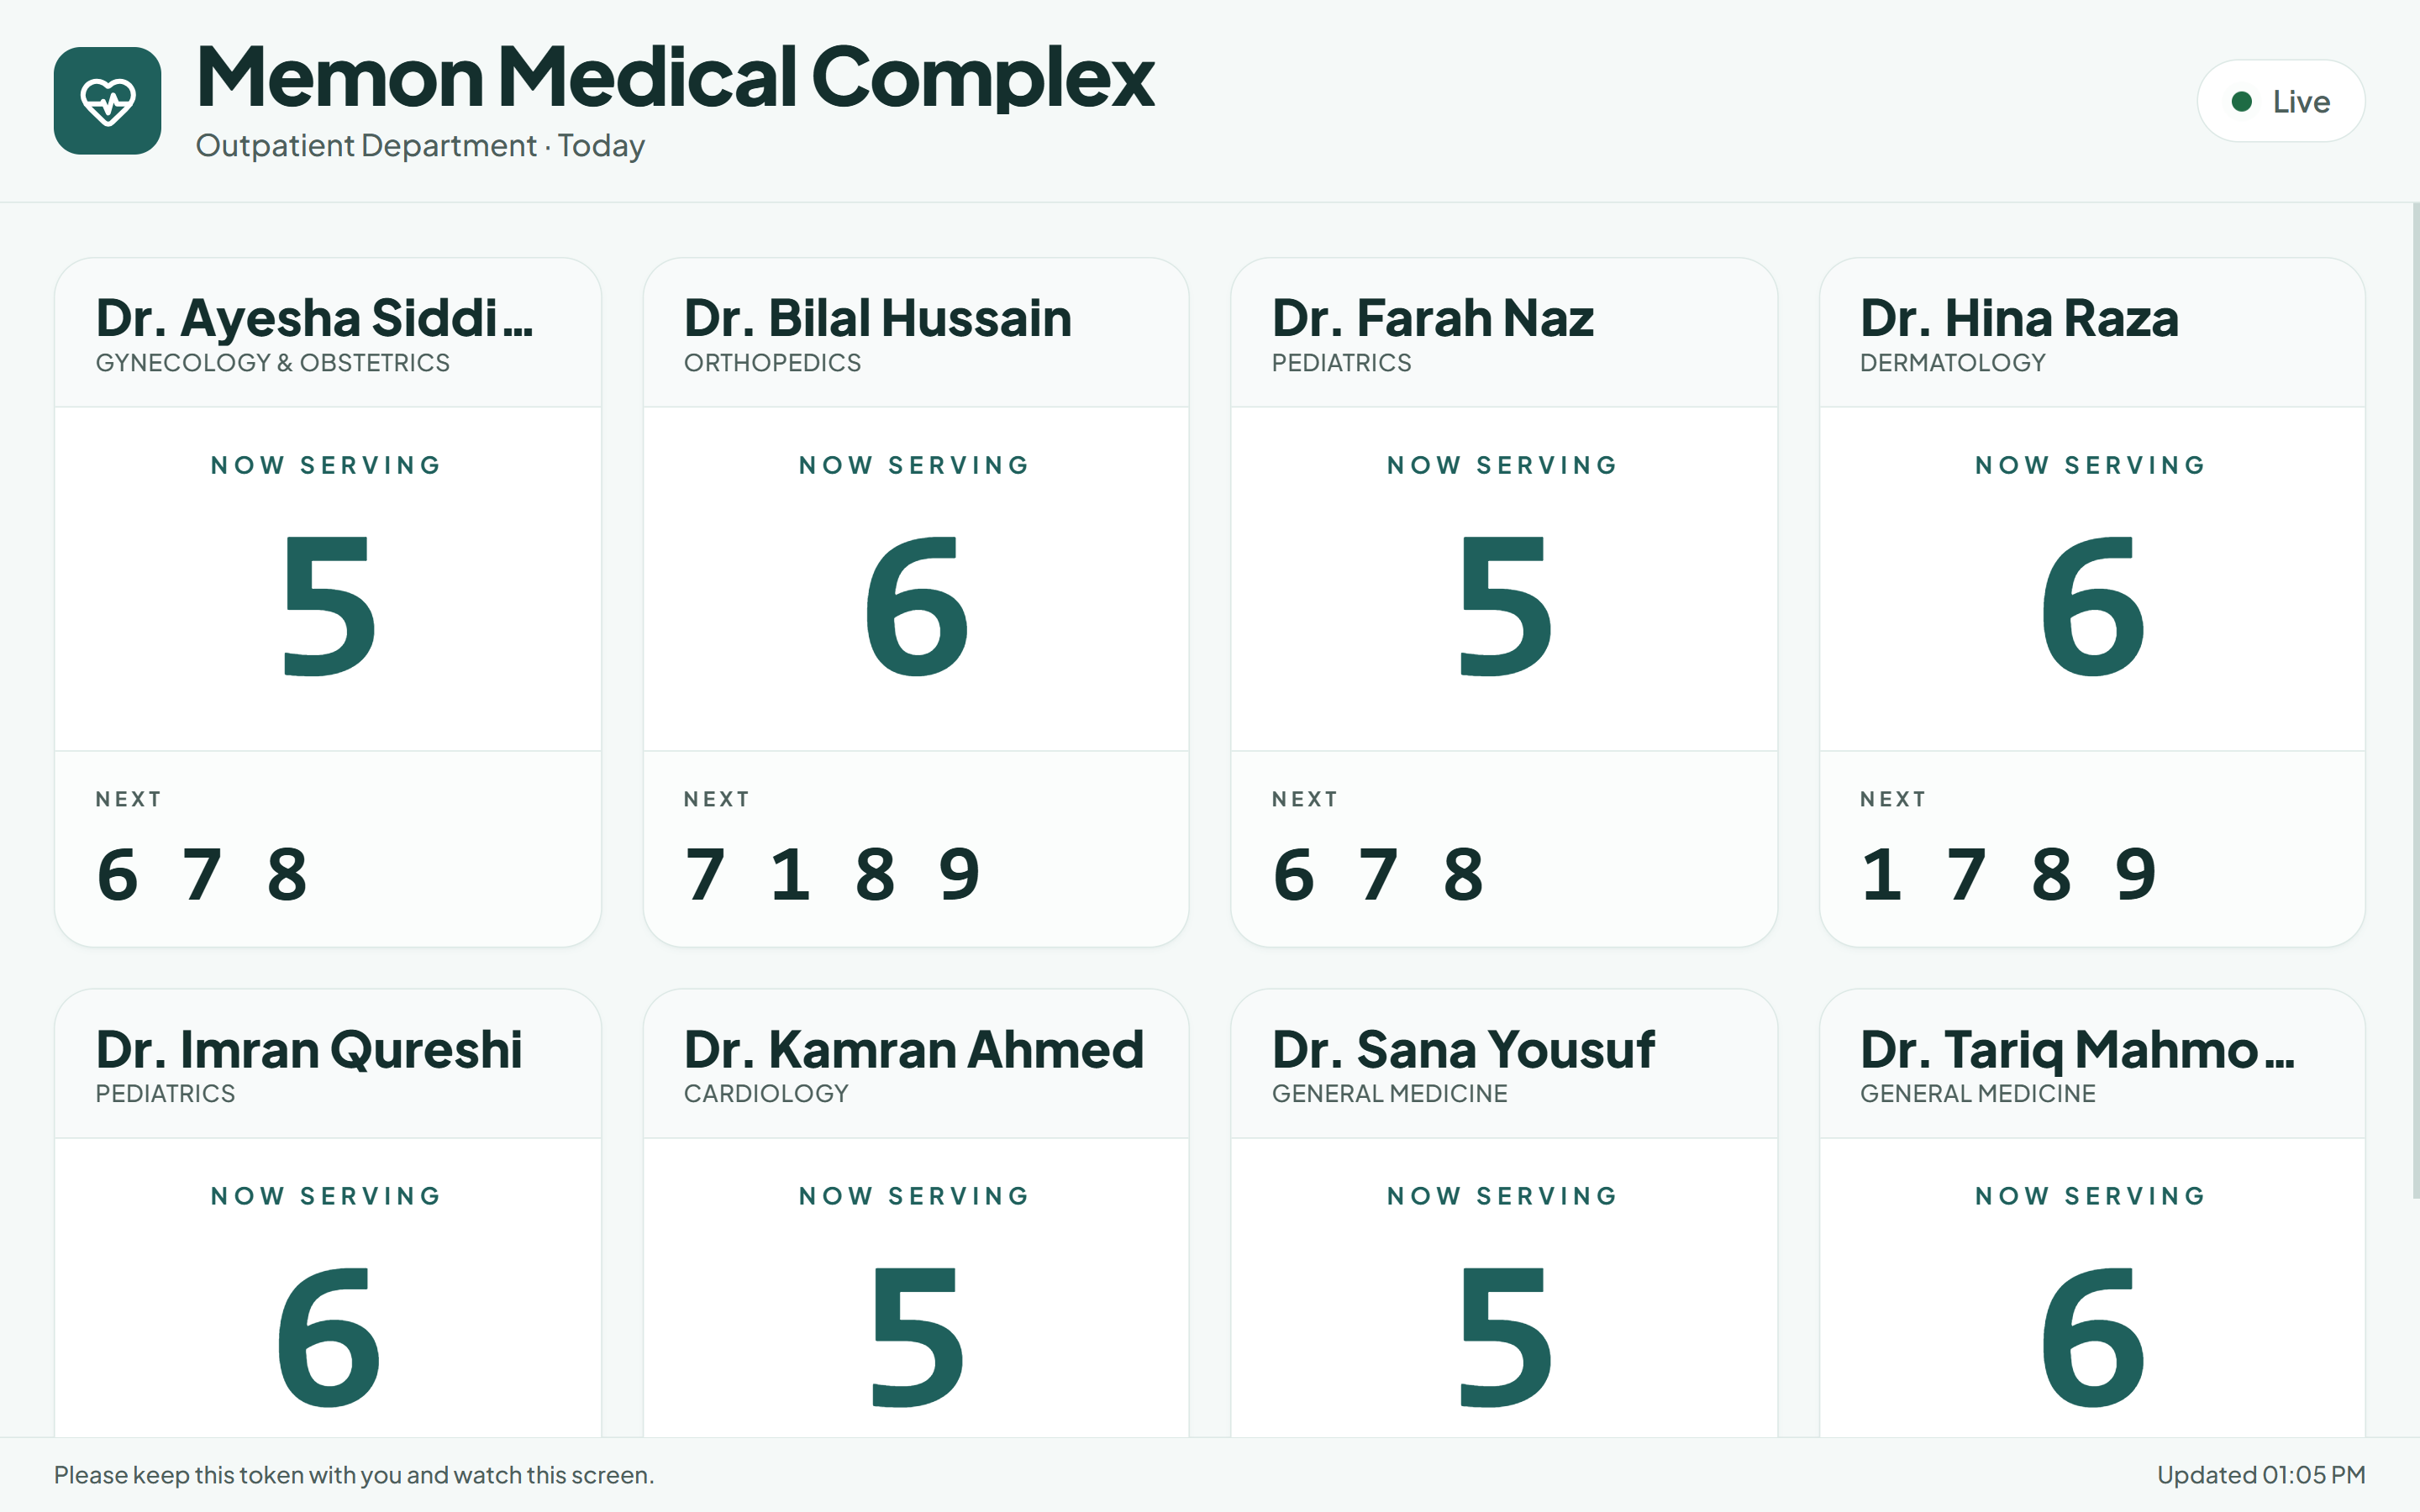 Memon Medical Complex
Outpatient Department · Today
Live
Dr. Ayesha Siddi...
GYNECOLOGY & OBSTETRICS
NOW SERVING
5
NEXT
6 7 8
Dr. Bilal Hussain
ORTHOPEDICS
NOW SERVING
6
NEXT
7 1 8 9
Dr. Farah Naz
PEDIATRICS
NOW SERVING
5
NEXT
6 7 8
Dr. Hina Raza
DERMATOLOGY
NOW SERVING
6
NEXT
1 7 8 9
Dr. Imran Qureshi
PEDIATRICS
NOW SERVING
6
Dr. Kamran Ahmed
CARDIOLOGY
NOW SERVING
5
Dr. Sana Yousuf
GENERAL MEDICINE
NOW SERVING
5
Dr. Tariq Mahmo...
GENERAL MEDICINE
NOW SERVING
6
Please keep this token with you and watch this screen.
Updated 01:05 PM